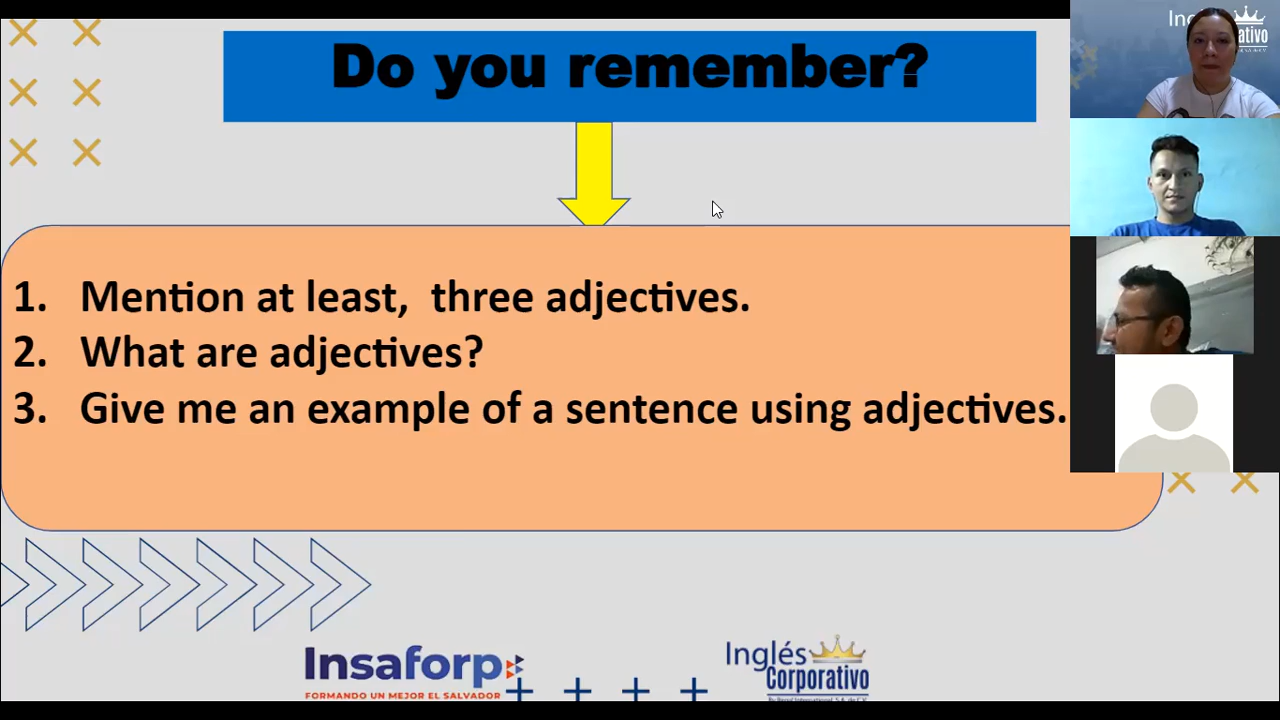 Do you remember?
1. Mention at least, three adjectives.
2. What are adjectives?
3. Give me an example of a sentence using adjectives.
Insaforp
FORMANDO UN MEJOR EL SALVADOR
Inglés
Corporativo